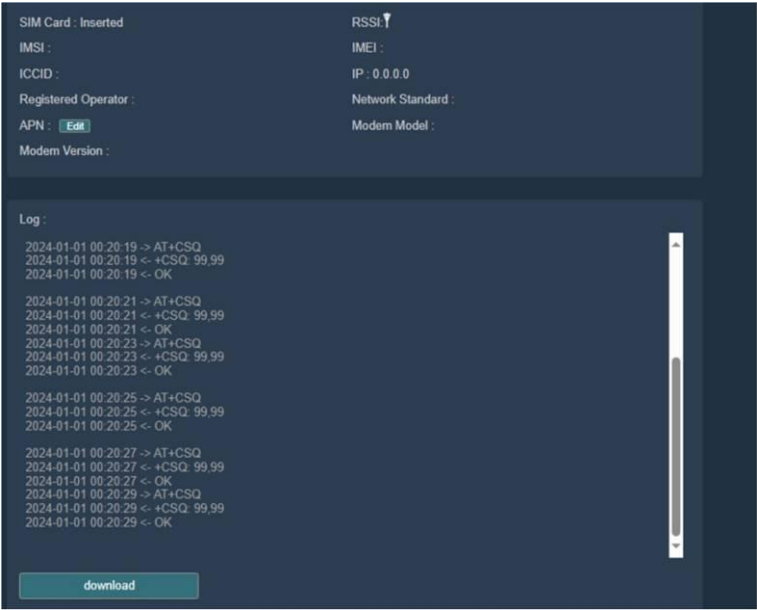 SIM Card : Inserted
RSSI:
IMSI :
IMEI :
ICCID :
IP : 0.0.0.0
Registered Operator :
Network Standard :
APN : Edit
Modem Model :
Modem Version :
Log :
2024-01-01 00:20:19 -> AT+CSQ
2024-01-01 00:20:19 <- +CSQ: 99,99
2024-01-01 00:20:19 <- OK
2024-01-01 00:20:21 -> AT+CSQ
2024-01-01 00:20:21 <- +CSQ: 99,99
2024-01-01 00:20:21 <- OK
2024-01-01 00:20:23 -> AT+CSQ
2024-01-01 00:20:23 <- +CSQ: 99,99
2024-01-01 00:20:23 <- OK
2024-01-01 00:20:25 -> AT+CSQ
2024-01-01 00:20:25 <- +CSQ: 99,99
2024-01-01 00:20:25 <- OK
2024-01-01 00:20:27 -> AT+CSQ
2024-01-01 00:20:27 <- +CSQ: 99,99
2024-01-01 00:20:27 <- OK
2024-01-01 00:20:29 -> AT+CSQ
2024-01-01 00:20:29 <- +CSQ: 99,99
2024-01-01 00:20:29 <- OK
download